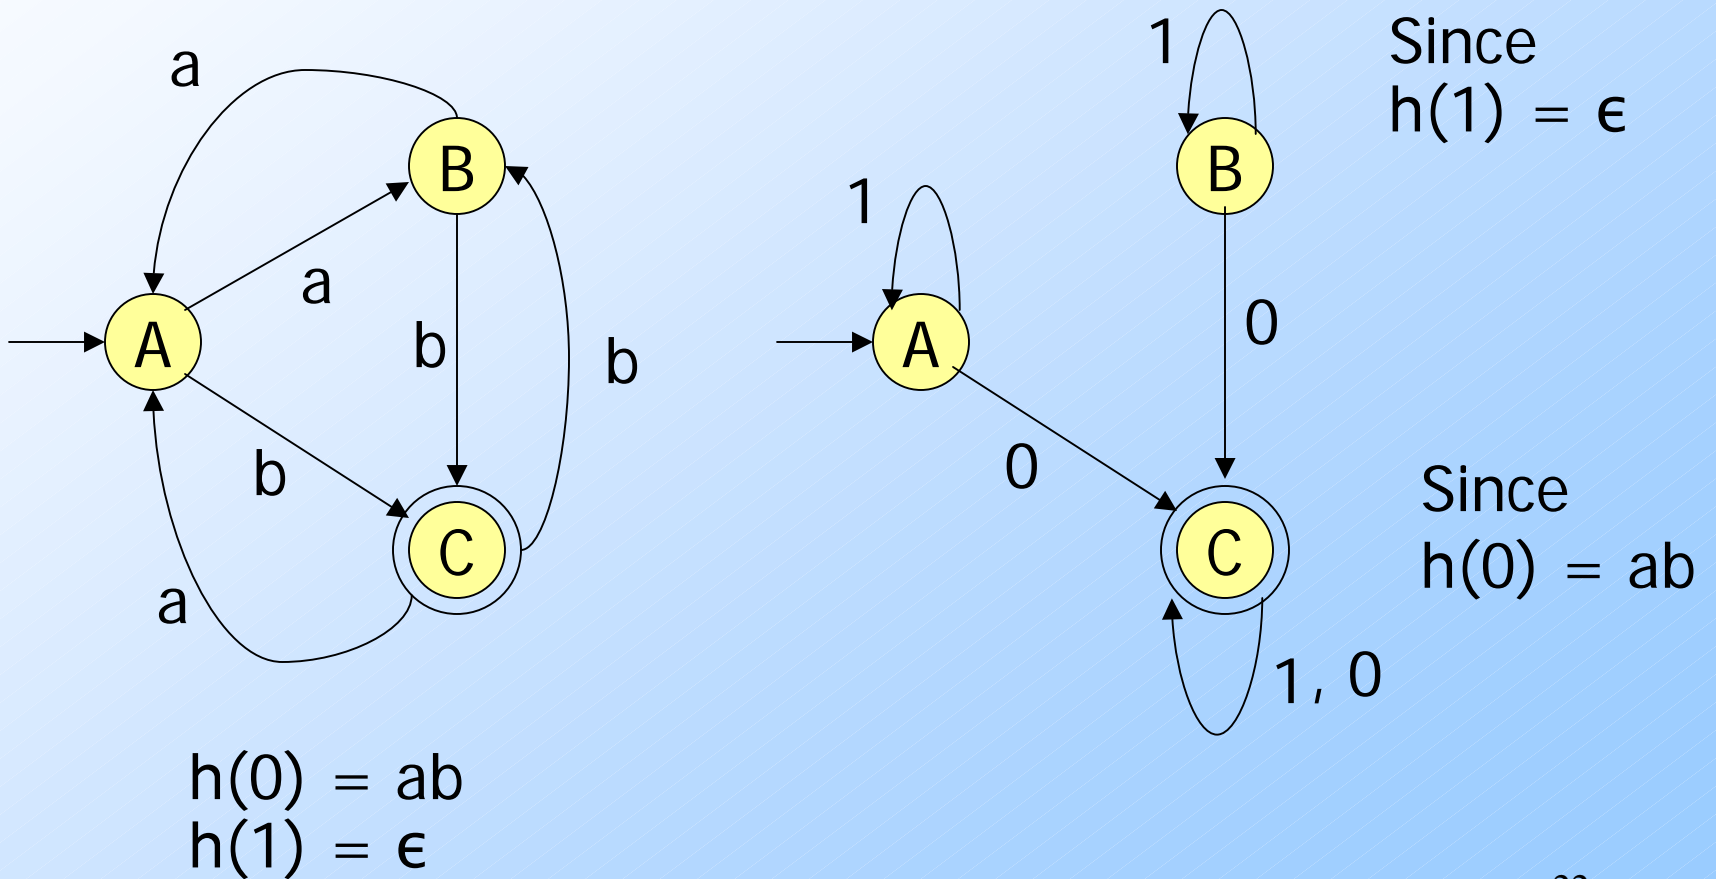 a
B
a
A
b
b
b
C
a
h(0) = ab
h(1) = ϵ
1
Since
h(1) = ϵ
B
1
A
0
0
Since
h(0) = ab
C
1, 0